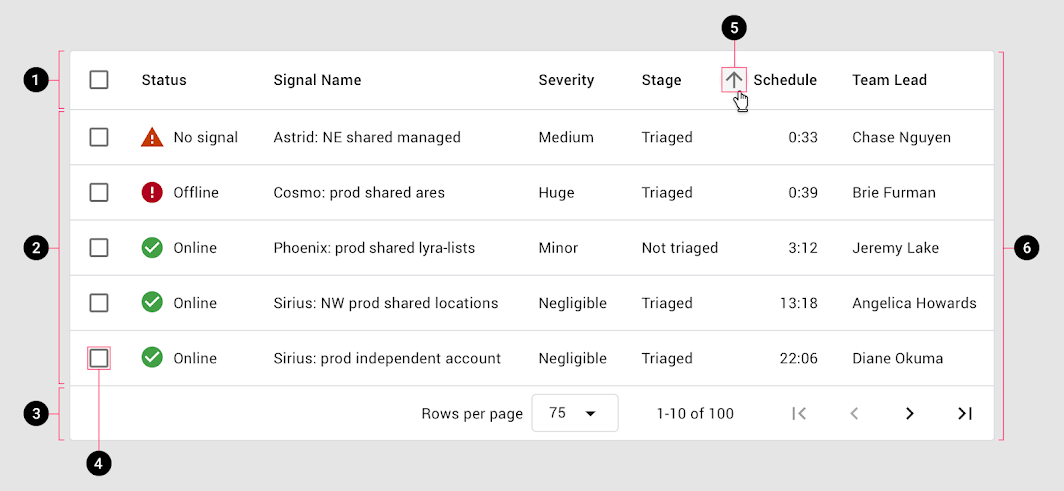 5
1 Status Signal Name Severity Stage Schedule Team Lead
No signal Astrid: NE shared managed Medium Triaged 0:33 Chase Nguyen
Offline Cosmo: prod shared ares Huge Triaged 0:39 Brie Furman
2 Online Phoenix: prod shared lyra-lists Minor Not triaged 3:12 Jeremy Lake 6
Online Sirius: NW prod shared locations Negligible Triaged 13:18 Angelica Howards
Online Sirius: prod independent account Negligible Triaged 22:06 Diane Okuma
3 Rows per page 75 1-10 of 100
4